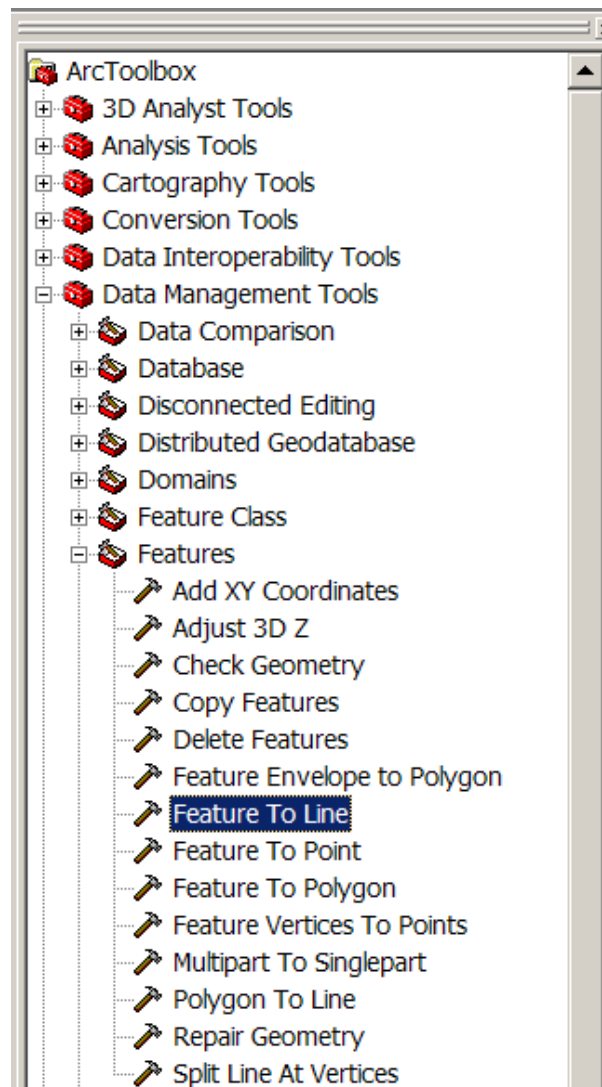 ArcToolbox
3D Analyst Tools
Analysis Tools
Cartography Tools
Conversion Tools
Data Interoperability Tools
Data Management Tools
Data Comparison
Database
Disconnected Editing
Distributed Geodatabase
Domains
Feature Class
Features
Add XY Coordinates
Adjust 3D Z
Check Geometry
Copy Features
Delete Features
Feature Envelope to Polygon
Feature To Line
Feature To Point
Feature To Polygon
Feature Vertices To Points
Multipart To Singlepart
Polygon To Line
Repair Geometry
Split Line At Vertices